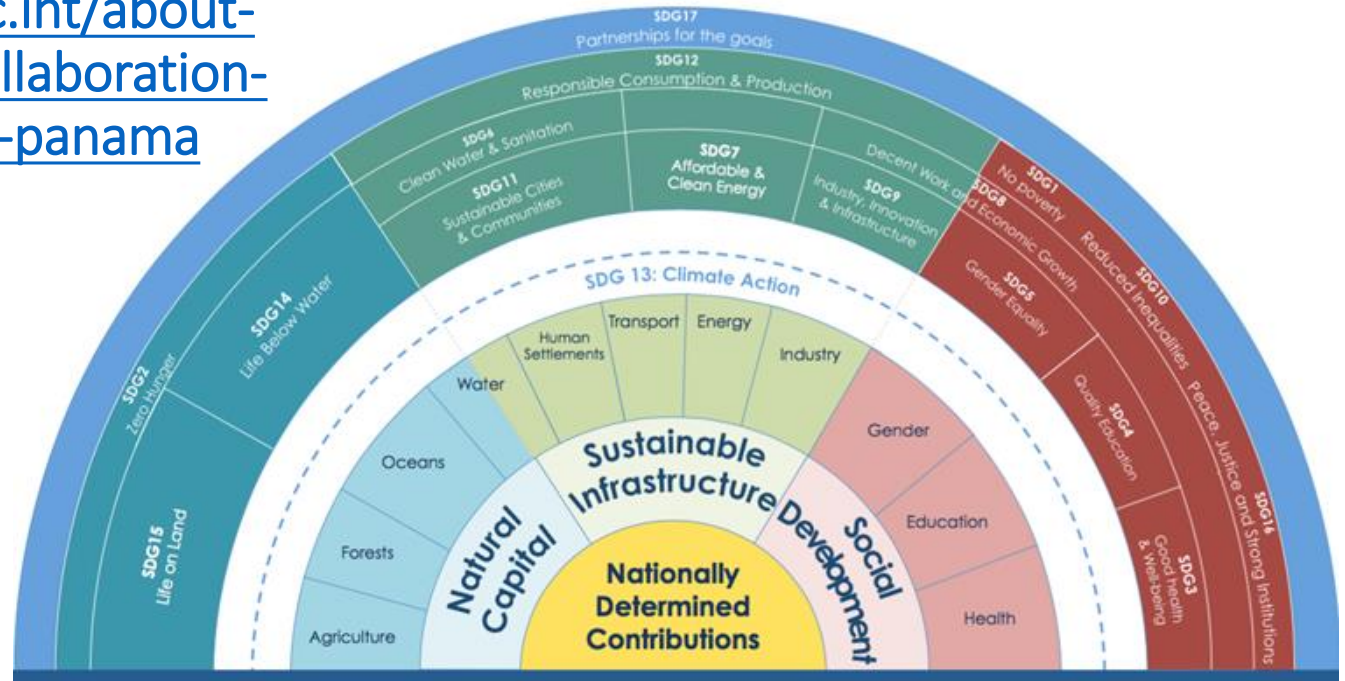 c.int/about-
llaboration-
-panama
SDG17
Partnerships for the goals
SDG12
Responsible Consumption & Production
SDG6
Clean Water & Sanitation
SDG11
Sustainable Cities
& Communities
SDG7
Affordable &
Clean Energy
SDG9
Industry, Innovation
& Infrastructure
SDG8
Decent Work and Economic Growth
SDG1
No poverty
SDG10
Reduced Inequalities
SDG16
Peace, Justice and Strong Institutions
SDG5
Gender Equality
SDG4
Quality Education
SDG3
Good health
& Well-being
SDG2
Zero Hunger
SDG14
Life Below Water
SDG15
Life on Land
SDG 13: Climate Action
Agriculture
Forests
Oceans
Water
Human
Settlements
Transport
Energy
Industry
Gender
Education
Health
Natural
Capital
Sustainable
Infrastructure
Social
Development
Nationally
Determined
Contributions